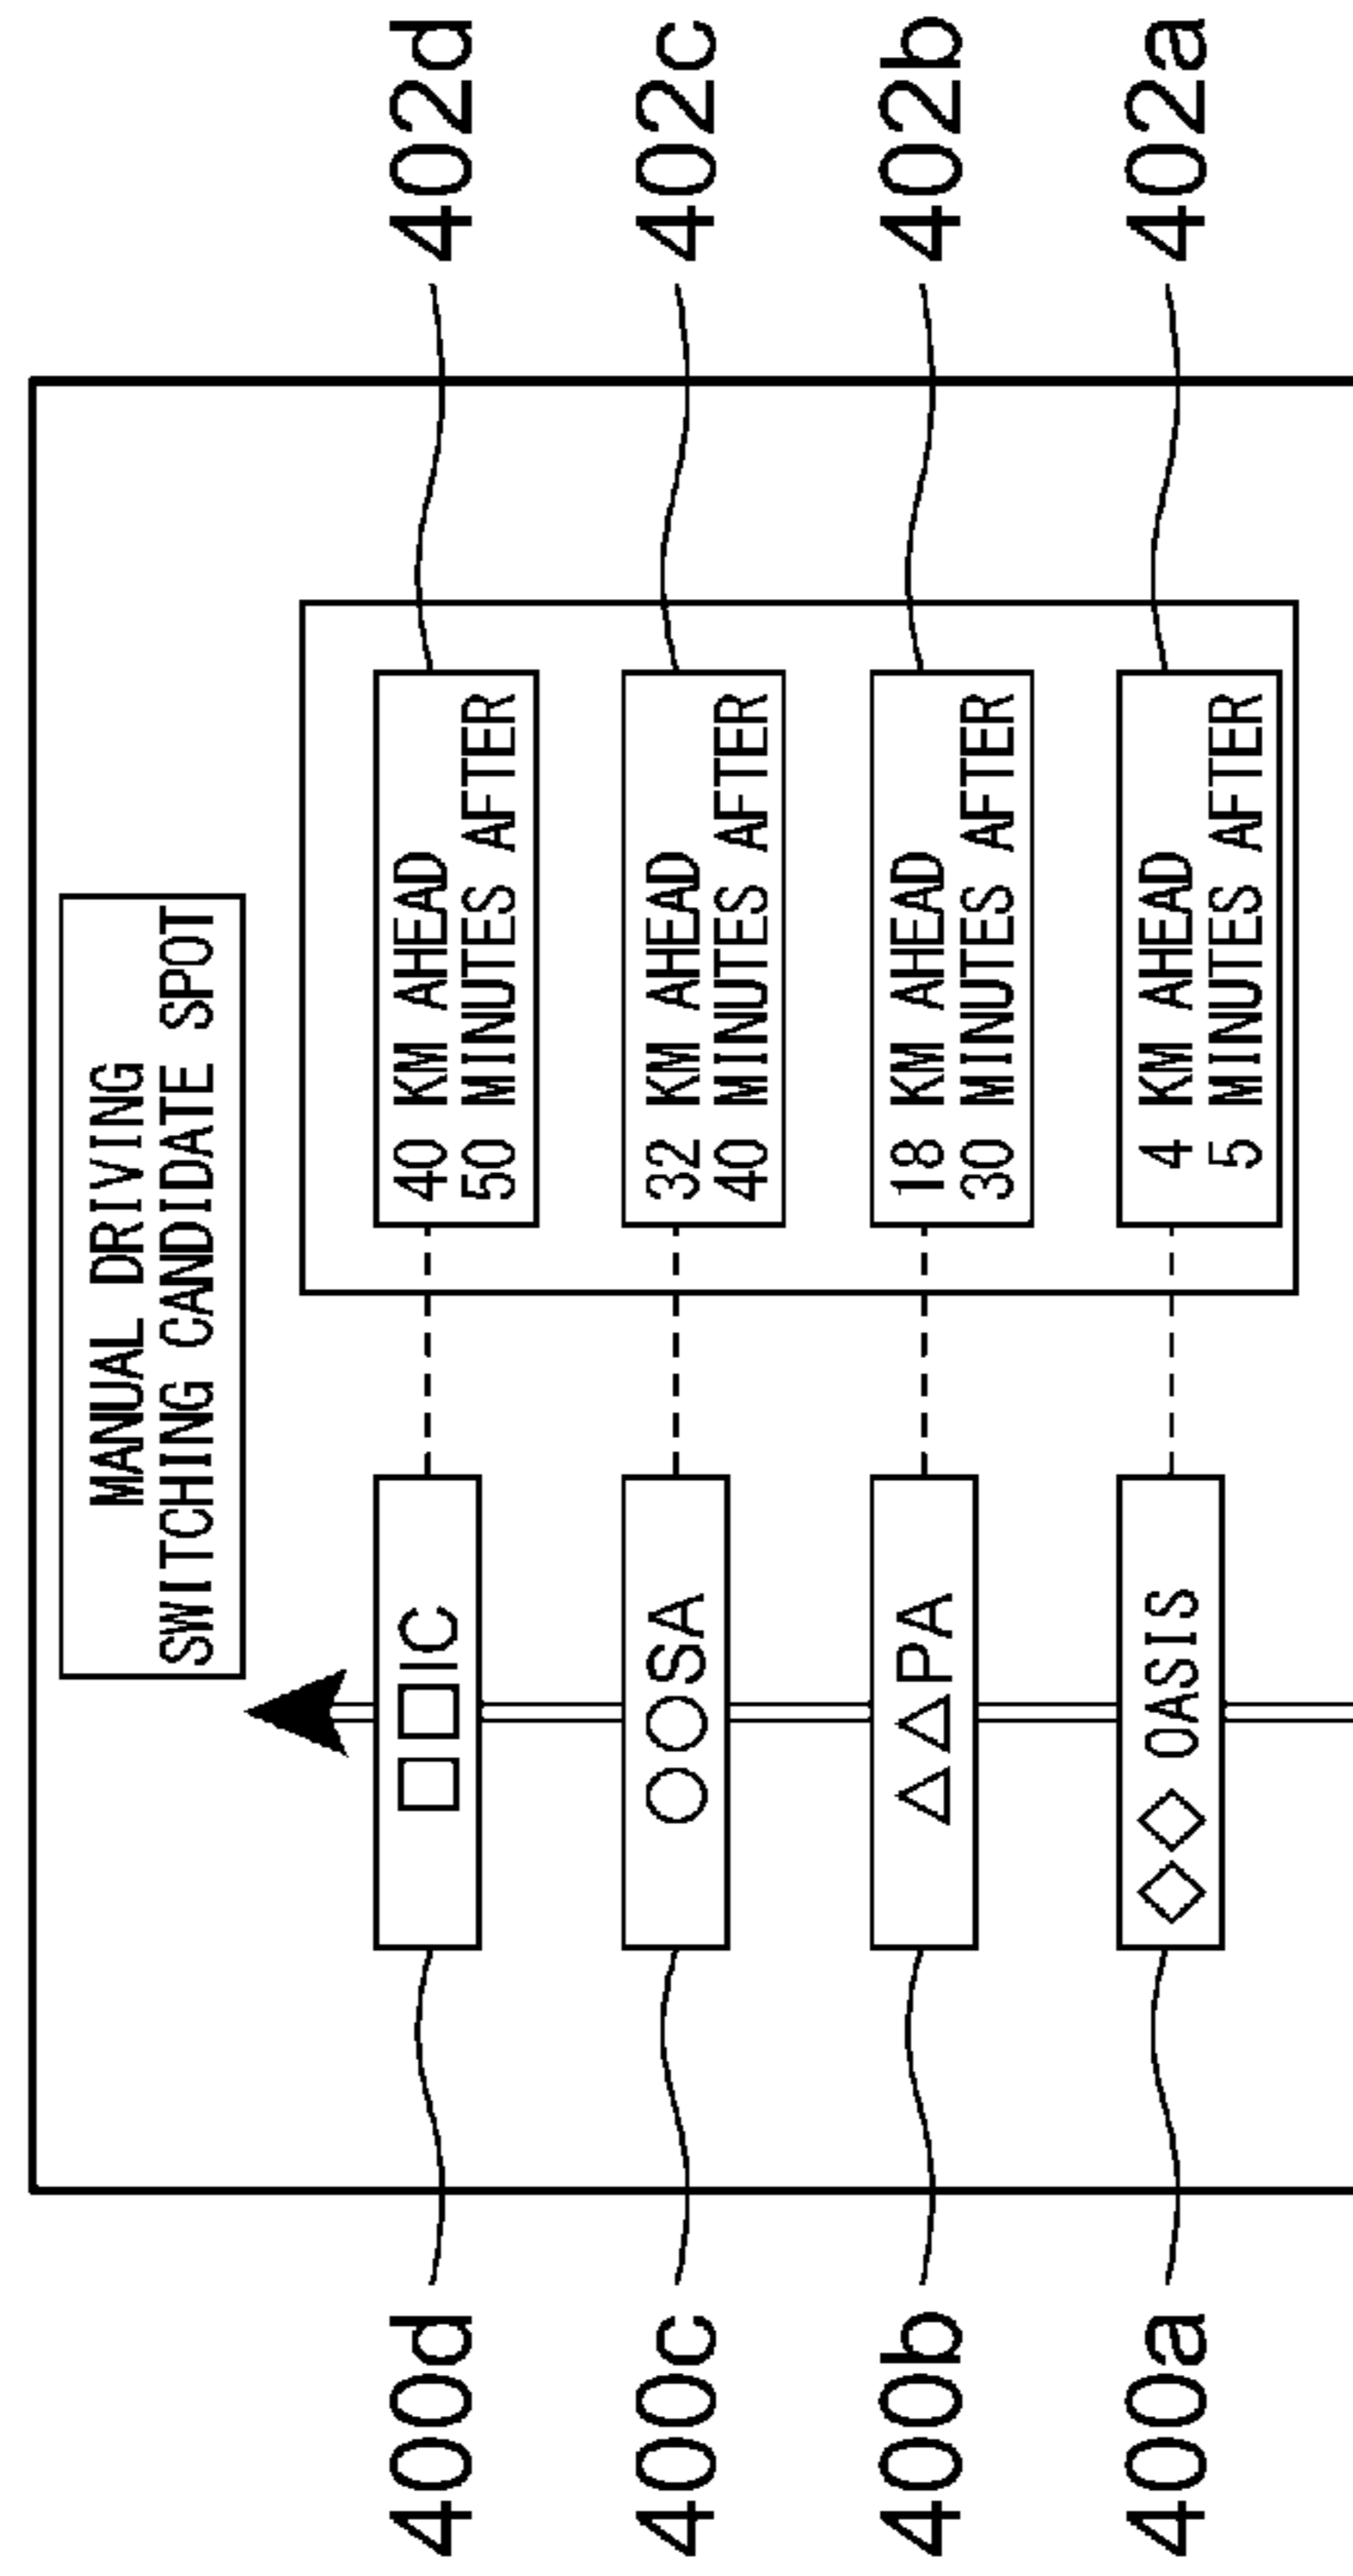 MANUAL DRIVING
SWITCHING CANDIDATE SPOT
400d
□□IC
40 KM AHEAD
50 MINUTES AFTER
402d
400c
○○SA
32 KM AHEAD
40 MINUTES AFTER
402c
400b
△△PA
18 KM AHEAD
30 MINUTES AFTER
402b
400a
◇◇ OASIS
4 KM AHEAD
5 MINUTES AFTER
402a